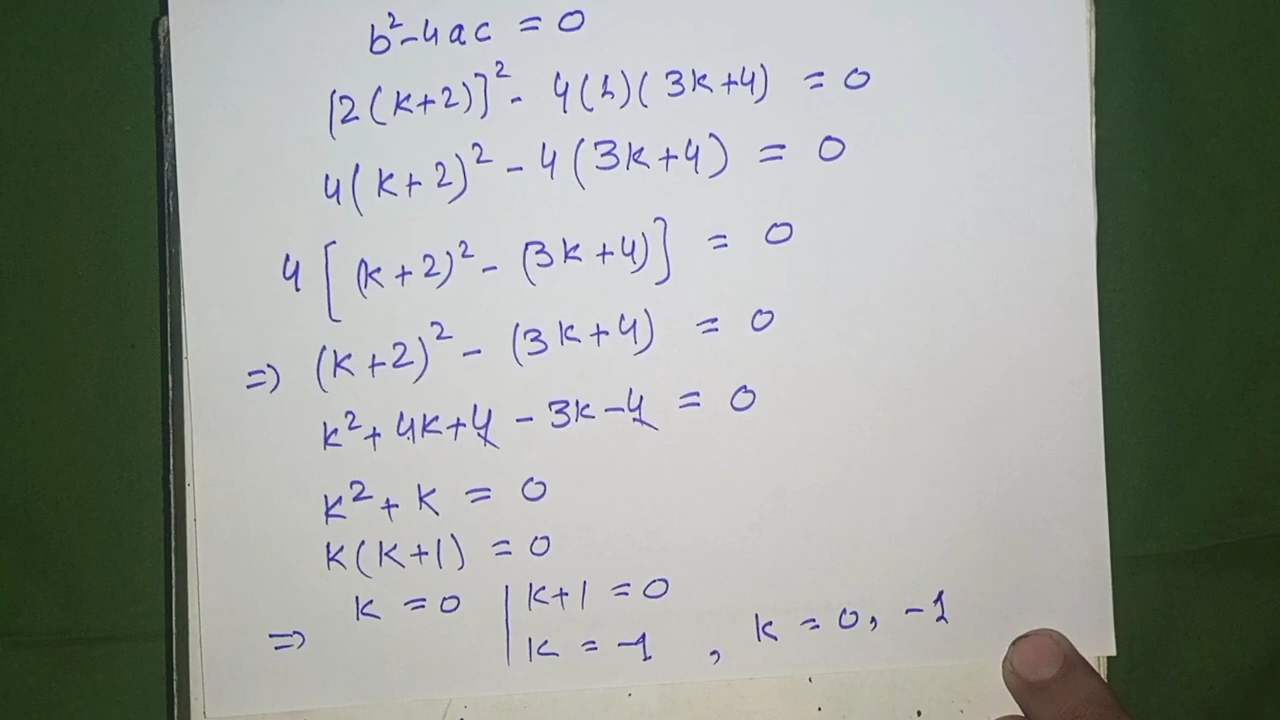 b²-4ac = 0
[2(k+2)]² - 4(1)(3k+4) = 0
4(k+2)² - 4(3k+4) = 0
4[(k+2)² - (3k+4)] = 0
=> (k+2)² - (3k+4) = 0
k²+4k+4 - 3k-4 = 0
k²+k = 0
k(k+1) = 0
=> k = 0 | k+1 = 0
k = -1 , k = 0, -1